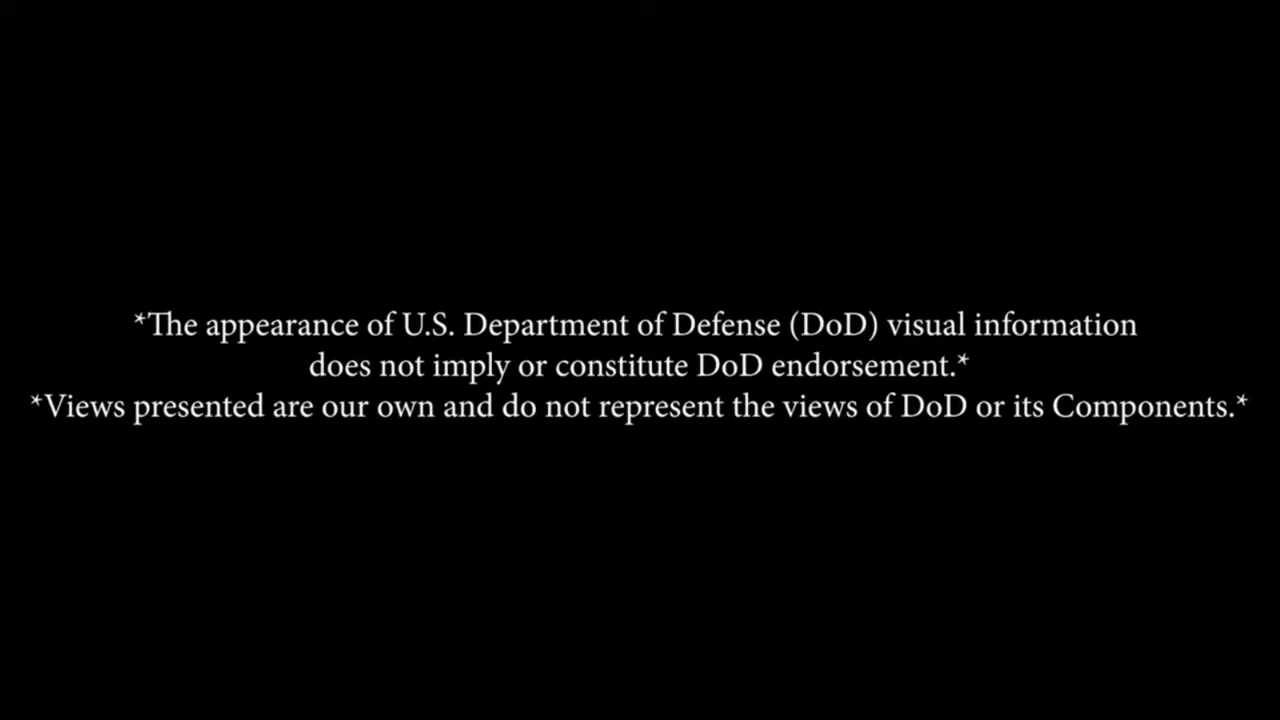 *The appearance of U.S. Department of Defense (DoD) visual information
does not imply or constitute DoD endorsement.*
*Views presented are our own and do not represent the views of DoD or its Components.*